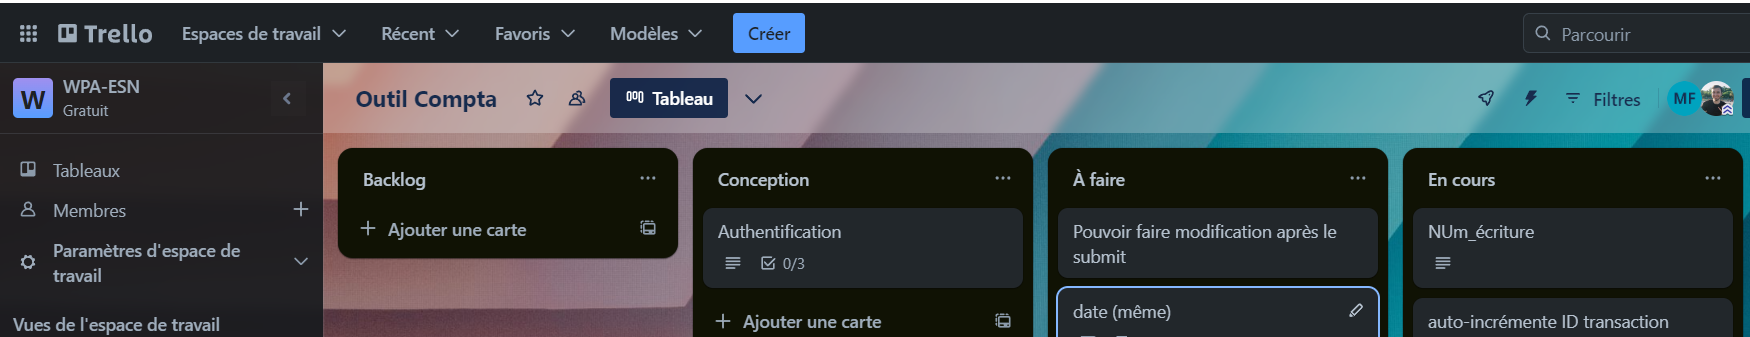 Trello Espaces de travail Récent Favoris Modèles Créer Parcourir
W WPA-ESN
Gratuit
Outil Compta Tableau Filtres MF
Tableaux
Membres
Paramètres d'espace de
travail
Vues de l'espace de travail
Backlog
Ajouter une carte
Conception
Authentification
0/3
Ajouter une carte
À faire
Pouvoir faire modification après le
submit
date (même)
En cours
NUm_écriture
auto-incrémente ID transaction